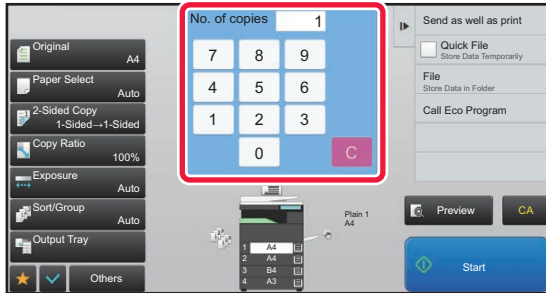 No. of copies 1
7 8 9
4 5 6
1 2 3
0 C
Original
A4
Paper Select
Auto
2-Sided Copy
1-Sided→1-Sided
Copy Ratio
100%
Exposure
Auto
Sort/Group
Auto
Output Tray
Others
Plain 1
A4
1 A4
2 A4
3 B4
4 A3
Send as well as print
Quick File
Store Data Temporarily
File
Store Data in Folder
Call Eco Program
Preview
CA
Start